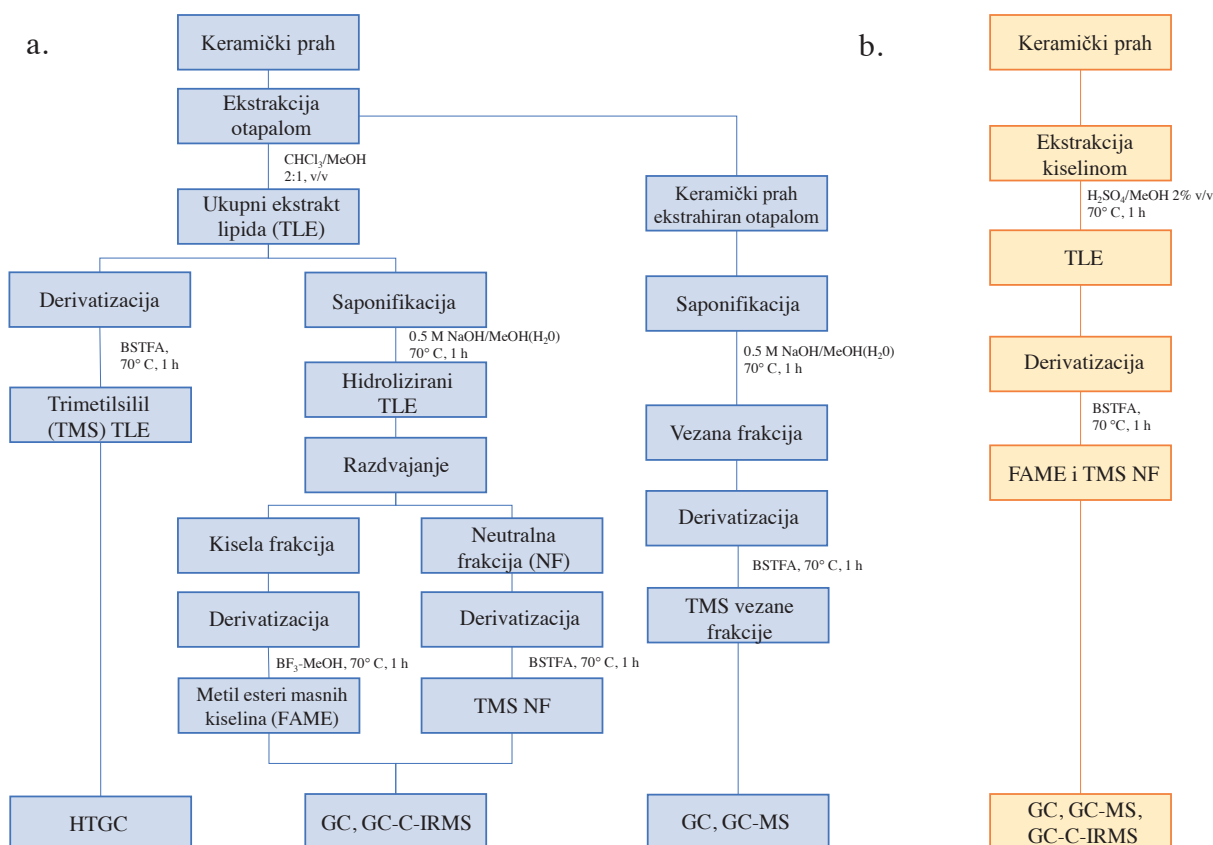 a.
Keramički prah
Ekstrakcija
otapalom
CHCl₃/MeOH
2:1, v/v
Ukupni ekstrakt
lipida (TLE)
Derivatizacija
BSTFA,
70° C, 1 h
Trimetilsilil
(TMS) TLE
HTGC
Saponifikacija
0.5 M NaOH/MeOH(H₂0)
70° C, 1 h
Hidrolizirani
TLE
Razdvajanje
Kisela frakcija
Derivatizacija
BF₃-MeOH, 70° C, 1 h
Metil esteri masnih
kiselina (FAME)
Neutralna
frakcija (NF)
Derivatizacija
BSTFA, 70° C, 1 h
TMS NF
GC, GC-C-IRMS
Keramički prah
ekstrahiran otapalom
Saponifikacija
0.5 M NaOH/MeOH(H₂0)
70° C, 1 h
Vezana frakcija
Derivatizacija
BSTFA, 70° C, 1 h
TMS vezane
frakcije
GC, GC-MS
b.
Keramički prah
Ekstrakcija
kiselinom
H₂SO₄/MeOH 2% v/v
70° C, 1 h
TLE
Derivatizacija
BSTFA,
70 °C, 1 h
FAME i TMS NF
GC, GC-MS,
GC-C-IRMS